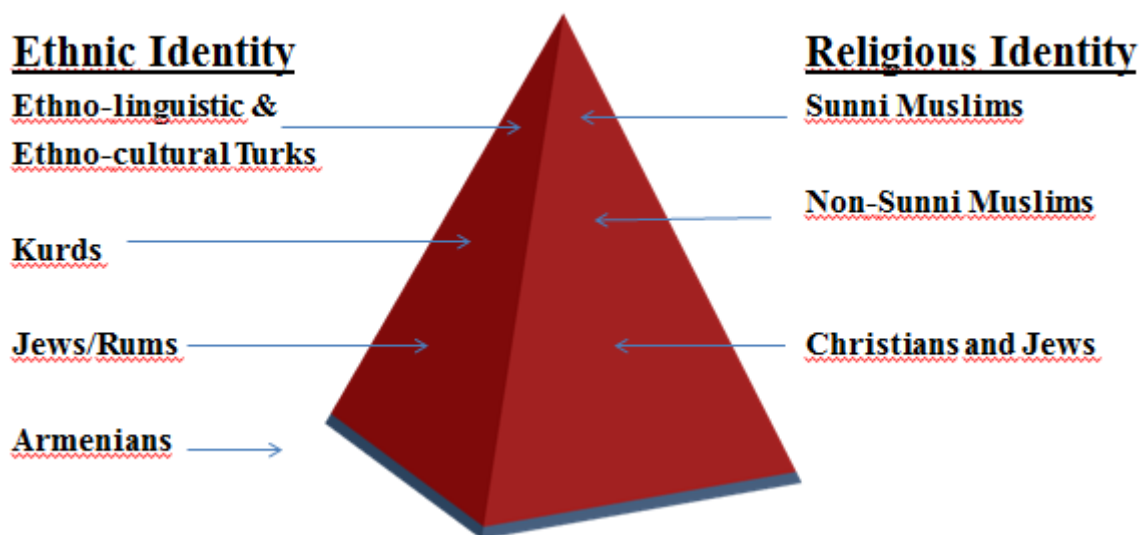 Ethnic Identity
Ethno-linguistic &
Ethno-cultural Turks
Kurds
Jews/Rums
Armenians
Religious Identity
Sunni Muslims
Non-Sunni Muslims
Christians and Jews